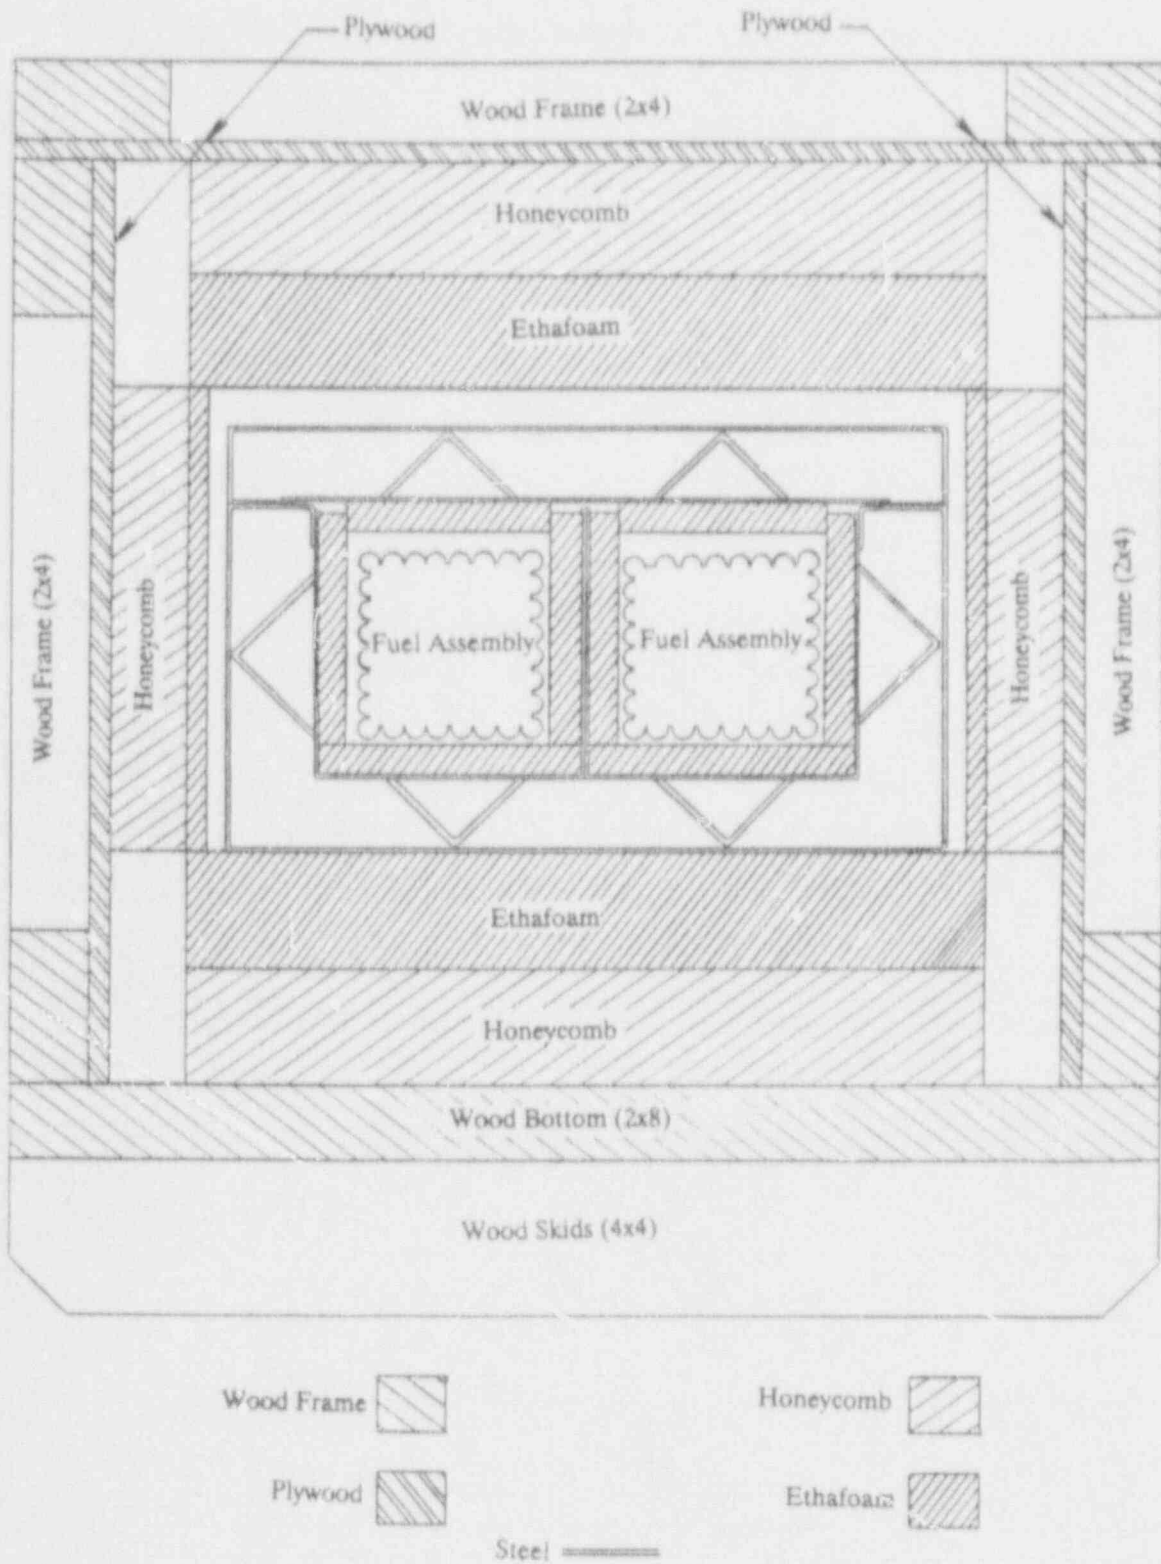 Plywood
Plywood
Wood Frame (2x4)
Honeycomb
Ethafoam
Wood Frame (2x4)
Honeycomb
Fuel Assembly
Fuel Assembly
Honeycomb
Wood Frame (2x4)
Ethafoam
Honeycomb
Wood Bottom (2x8)
Wood Skids (4x4)
Wood Frame
Honeycomb
Plywood
Ethafoam
Steel